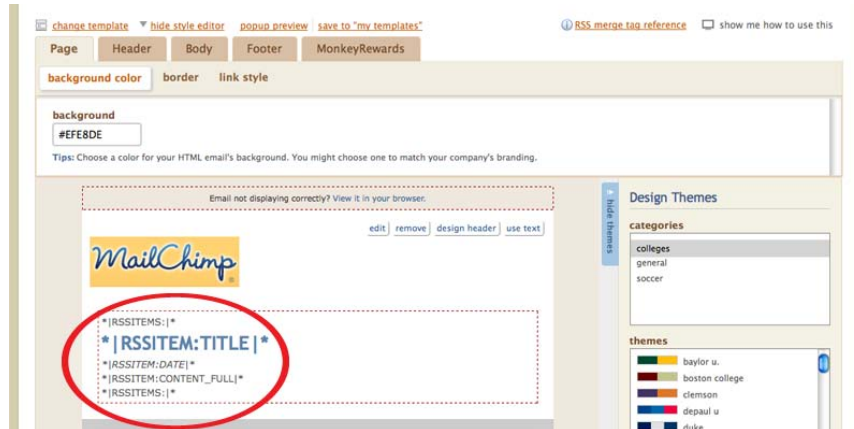 change template ▼ hide style editor popup preview save to "my templates" RSS merge tag reference show me how to use this
Page Header Body Footer MonkeyRewards
background color border link style
background
#EFE8DE
Tips: Choose a color for your HTML email's background. You might choose one to match your company's branding.
Email not displaying correctly? View it in your browser.
edit remove design header use text
MailChimp
*|RSSITEMS:|*
*|RSSITEM:TITLE|*
*|RSSITEM:DATE|*
*|RSSITEM:CONTENT_FULL|*
*|RSSITEMS:|*
hide themes
Design Themes
categories
colleges
general
soccer
themes
baylor u.
boston college
clemson
depaul u
duke